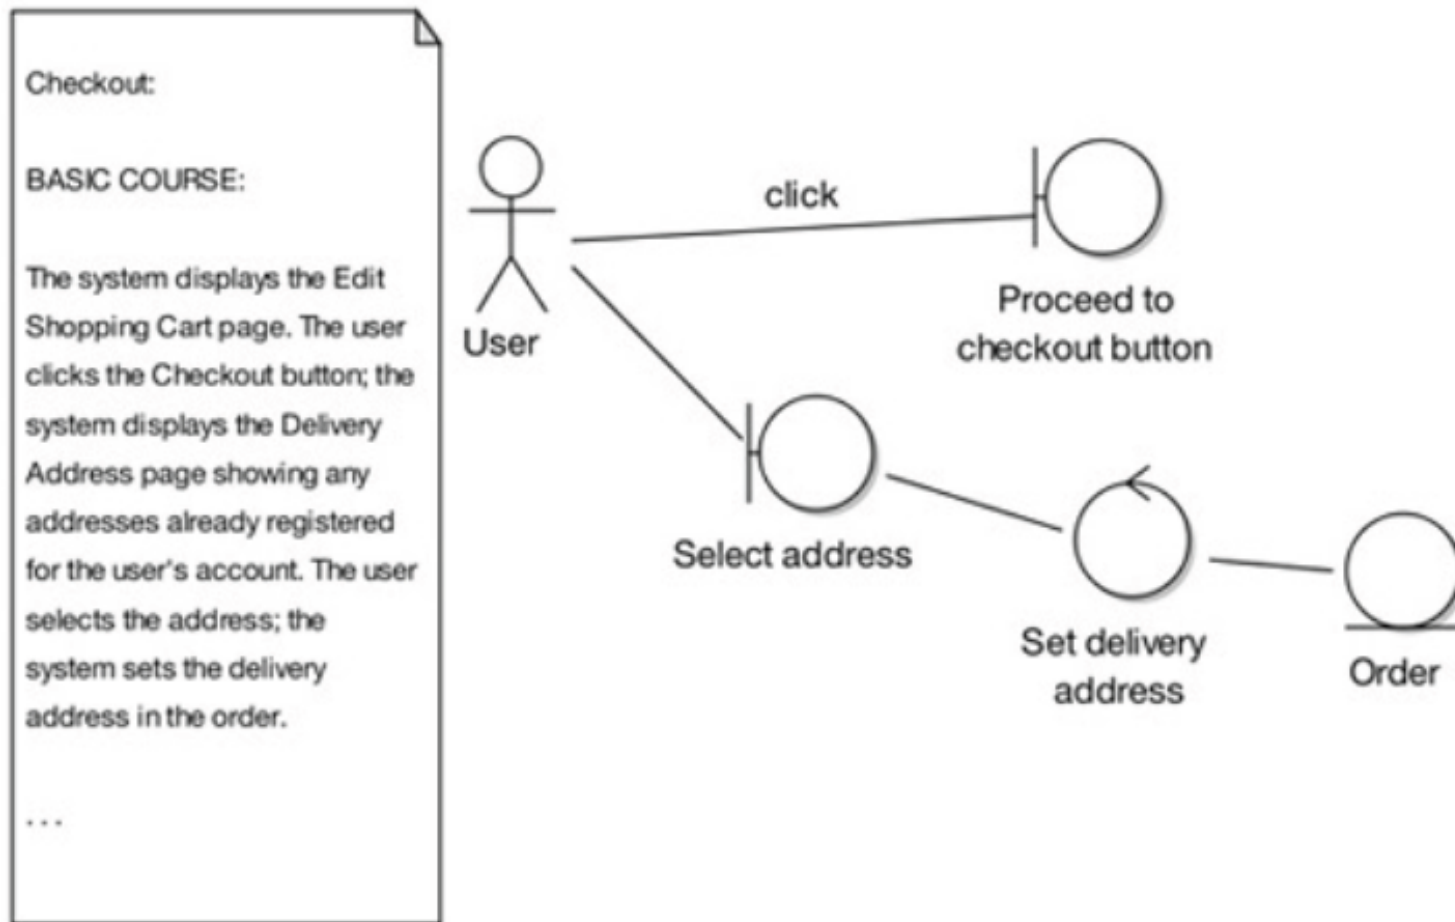 Checkout:
BASIC COURSE:
The system displays the Edit
Shopping Cart page. The user
clicks the Checkout button; the
system displays the Delivery
Address page showing any
addresses already registered
for the user's account. The user
selects the address; the
system sets the delivery
address in the order.
...
User
click
Proceed to
checkout button
Select address
Set delivery
address
Order